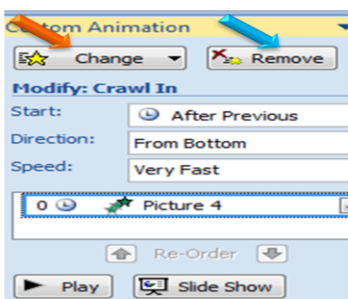 Custom Animation
Change
Remove
Modify: Crawl In
Start:
After Previous
Direction:
From Bottom
Speed:
Very Fast
0 Picture 4
Re-Order
Play
Slide Show